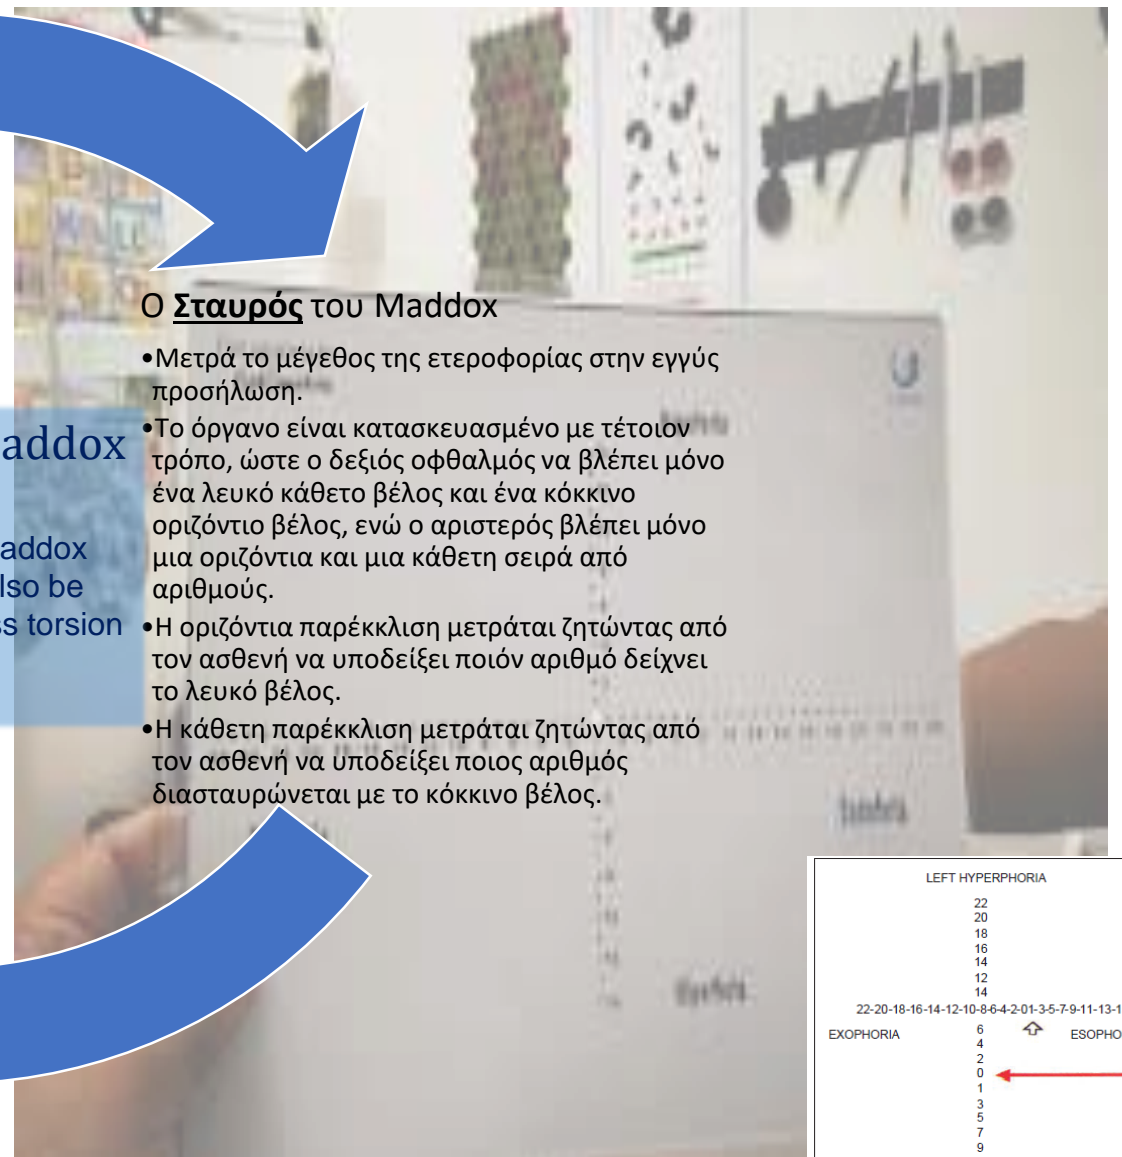 Ο Σταυρός του Maddox
•Μετρά το μέγεθος της ετεροφορίας στην εγγύς
προσήλωση.
•Το όργανο είναι κατασκευασμένο με τέτοιον
τρόπο, ώστε ο δεξιός οφθαλμός να βλέπει μόνο
ένα λευκό κάθετο βέλος και ένα κόκκινο
οριζόντιο βέλος, ενώ ο αριστερός βλέπει μόνο
μια οριζόντια και μια κάθετη σειρά από
αριθμούς.
•Η οριζόντια παρέκκλιση μετράται ζητώντας από
τον ασθενή να υποδείξει ποιόν αριθμό δείχνει
το λευκό βέλος.
•Η κάθετη παρέκκλιση μετράται ζητώντας από
τον ασθενή να υποδείξει ποιος αριθμός
διασταυρώνεται με το κόκκινο βέλος.
addox
addox
lso be
s torsion
LEFT HYPERPHORIA
22
20
18
16
14
12
14
22-20-18-16-14-12-10-8-6-4-2-01-3-5-7-9-11-13-1
EXOPHORIA
ESOPHO
6
4
2
0
1
3
5
7
9